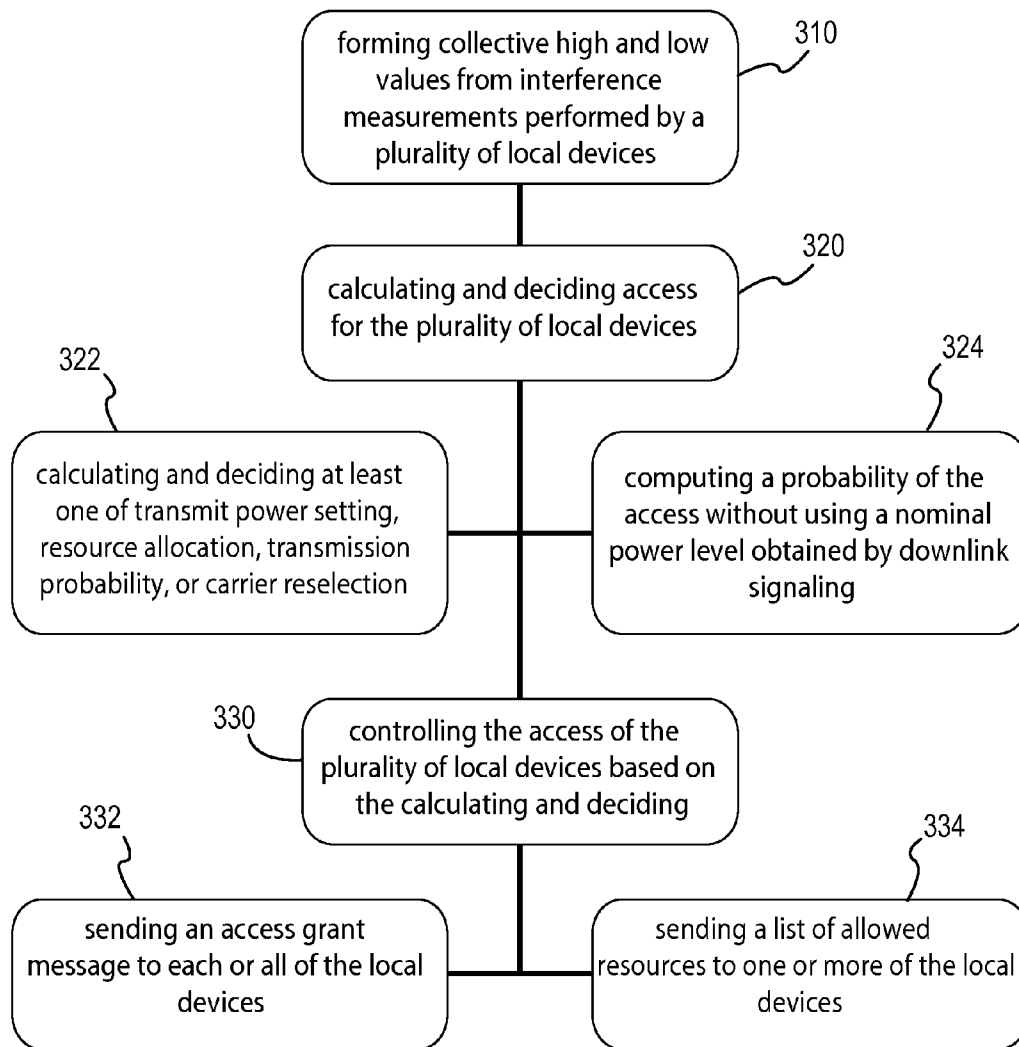 forming collective high and low
values from interference
measurements performed by a
plurality of local devices
310
calculating and deciding access
for the plurality of local devices
320
322
calculating and deciding at least
one of transmit power setting,
resource allocation, transmission
probability, or carrier reselection
324
computing a probability of the
access without using a nominal
power level obtained by downlink
signaling
330
controlling the access of the
plurality of local devices based on
the calculating and deciding
332
sending an access grant
message to each or all of the local
devices
334
sending a list of allowed
resources to one or more of the local
devices